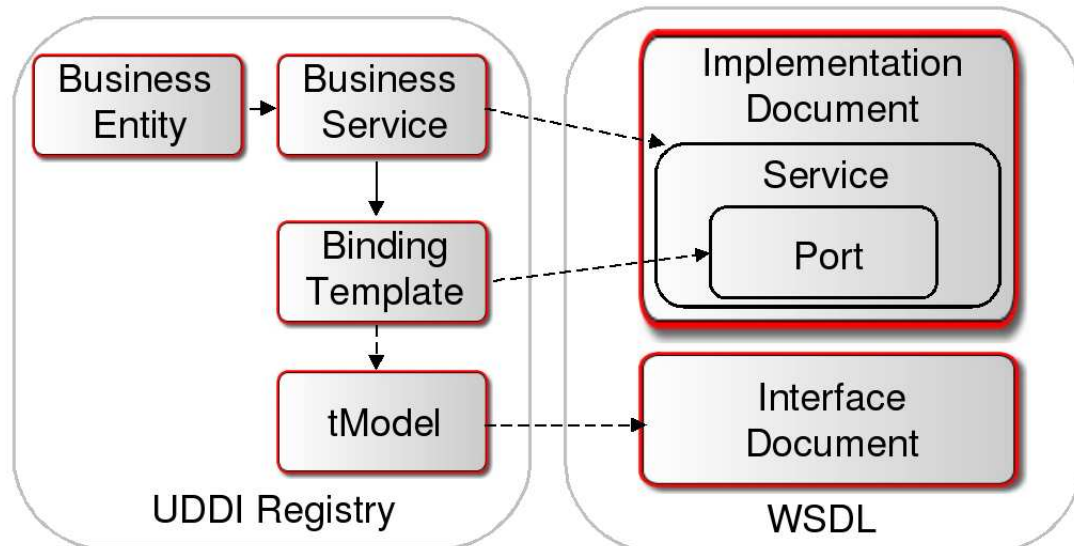 Business
Entity
Business
Service
Binding
Template
tModel
UDDI Registry
Implementation
Document
Service
Port
Interface
Document
WSDL